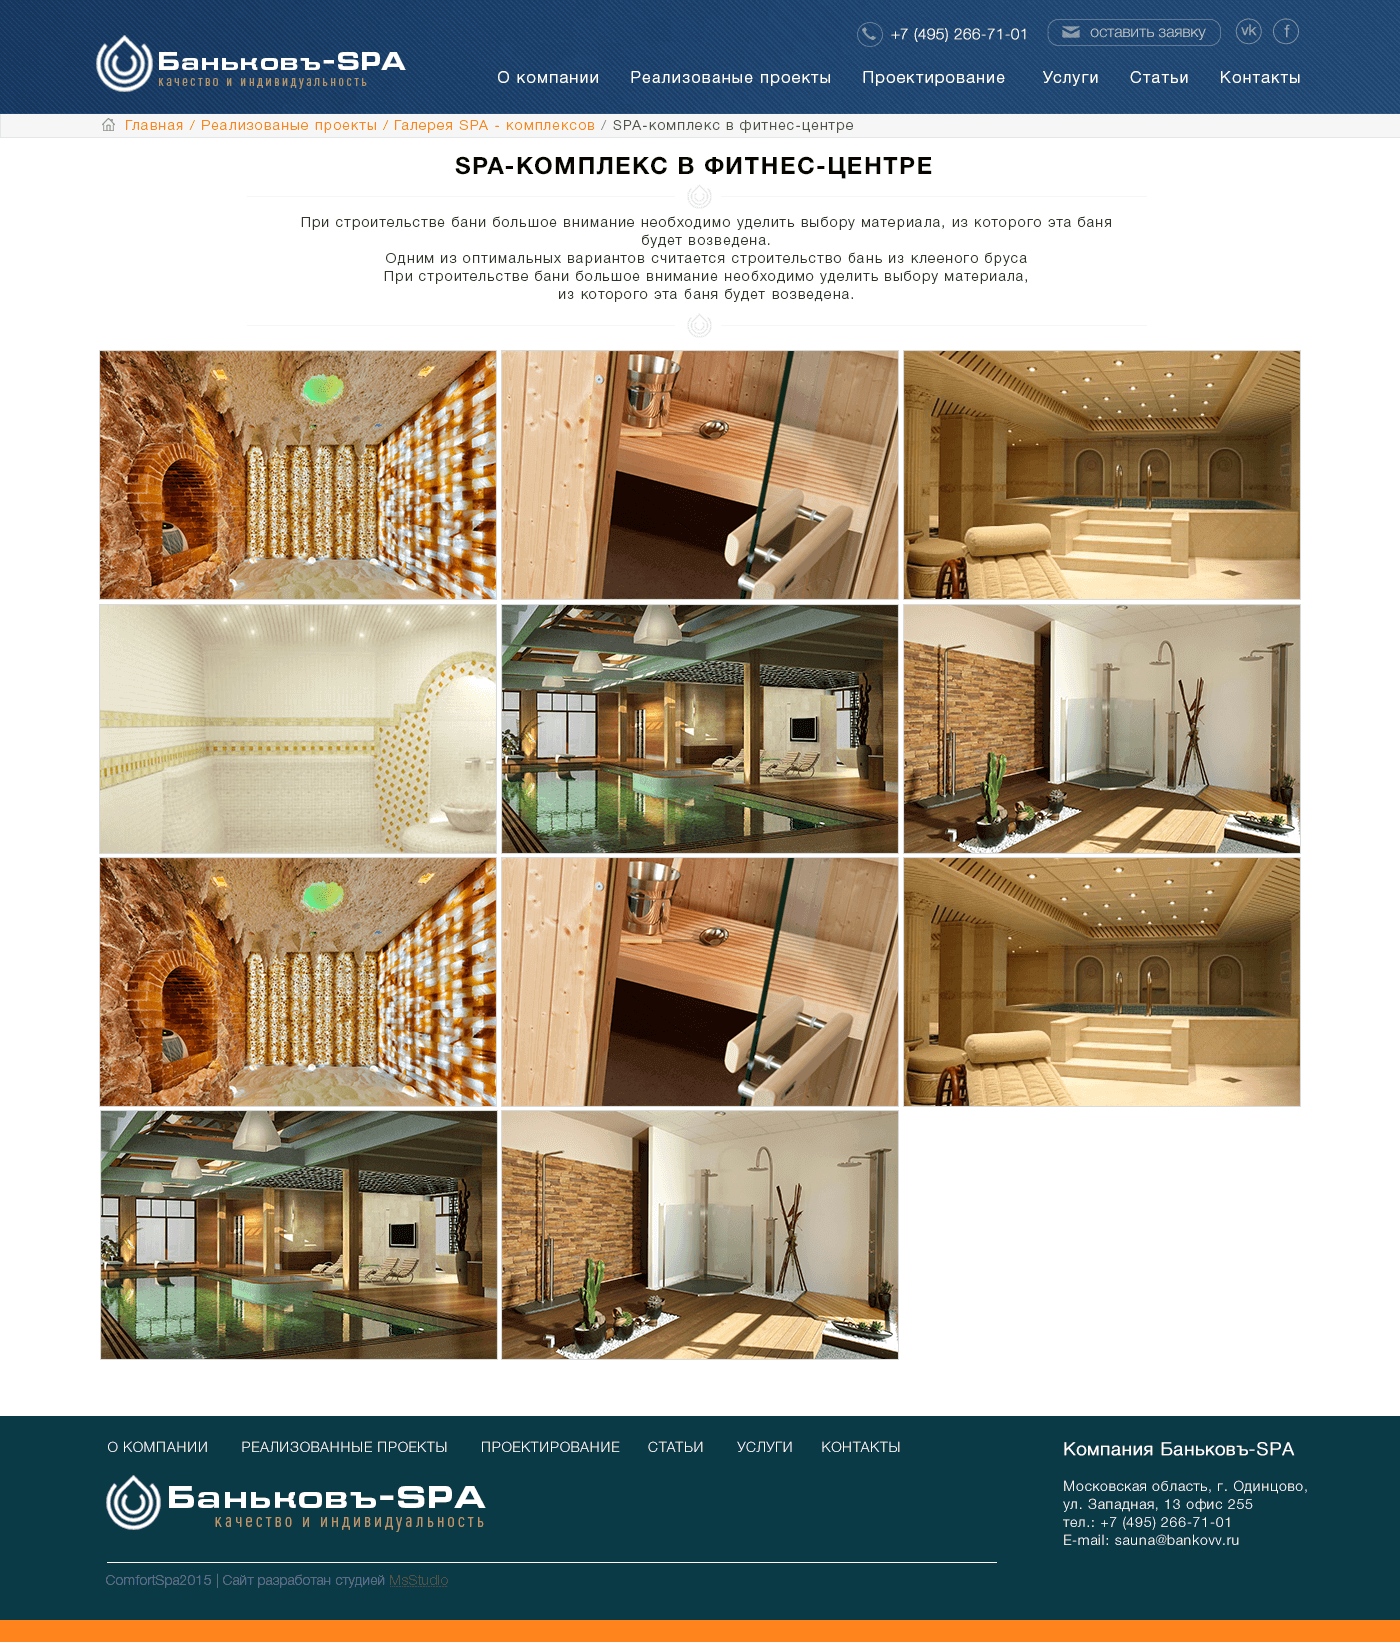 +7 (495) 266-71-01
оставить заявку
vk
f
Баньковъ-SPA
качество и индивидуальность
О компании Реализованые проекты Проектирование Услуги Статьи Контакты
Главная / Реализованые проекты / Галерея SPA - комплексов / SPA-комплекс в фитнес-центре
SPA-КОМПЛЕКС В ФИТНЕС-ЦЕНТРЕ
При строительстве бани большое внимание необходимо уделить выбору материала, из которого эта баня
будет возведена.
Одним из оптимальных вариантов считается строительство бань из клееного бруса
При строительстве бани большое внимание необходимо уделить выбору материала,
из которого эта баня будет возведена.
О КОМПАНИИ РЕАЛИЗОВАННЫЕ ПРОЕКТЫ ПРОЕКТИРОВАНИЕ СТАТЬИ УСЛУГИ КОНТАКТЫ
Баньковъ-SPA
качество и индивидуальность
ComfortSpa2015 | Сайт разработан студией MsStudio
Компания Баньковъ-SPA
Московская область, г. Одинцово,
ул. Западная, 13 офис 255
тел.: +7 (495) 266-71-01
E-mail: sauna@bankovv.ru